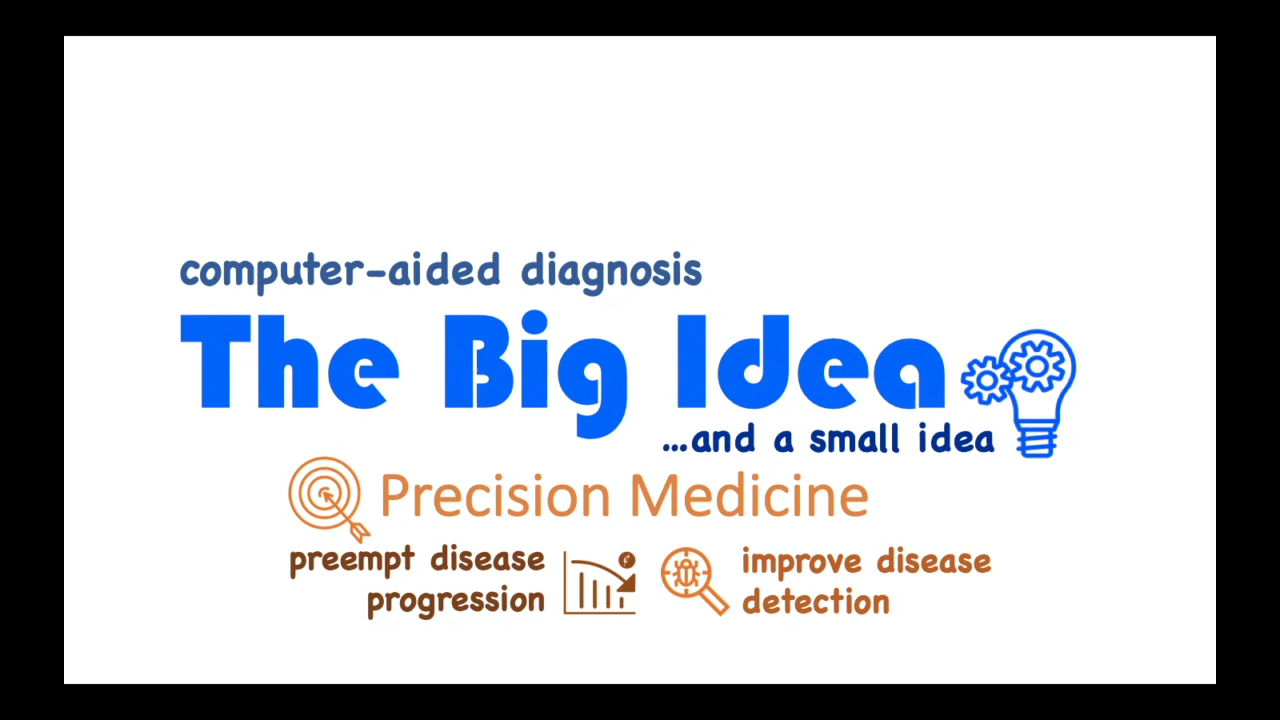 computer-aided diagnosis
The Big Idea
...and a small idea
Precision Medicine
preempt disease
progression
improve disease
detection